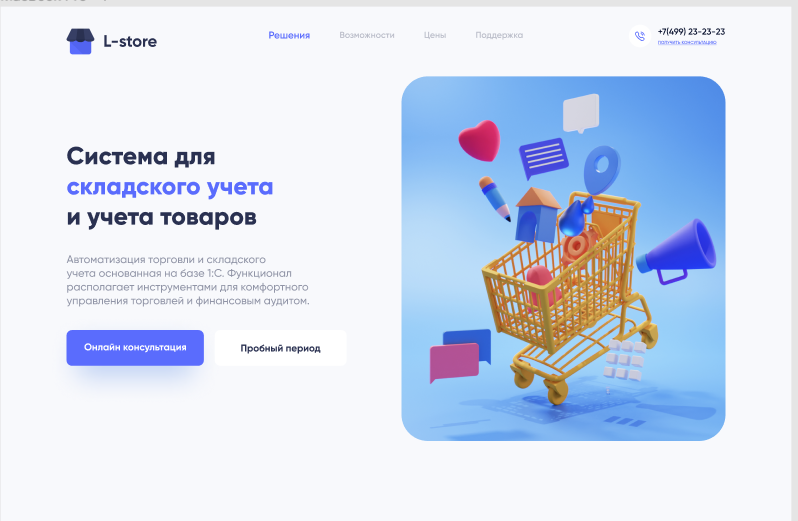 L-store
Решения
Возможности
Цены
Поддержка
+7(499) 23-23-23
получить консультацию
Система для
складского учета
и учета товаров
Автоматизация торговли и складского
учета основанная на базе 1:С. Функционал
располагает инструментами для комфортного
управления торговлей и финансовым аудитом.
Онлайн консультация
Пробный период